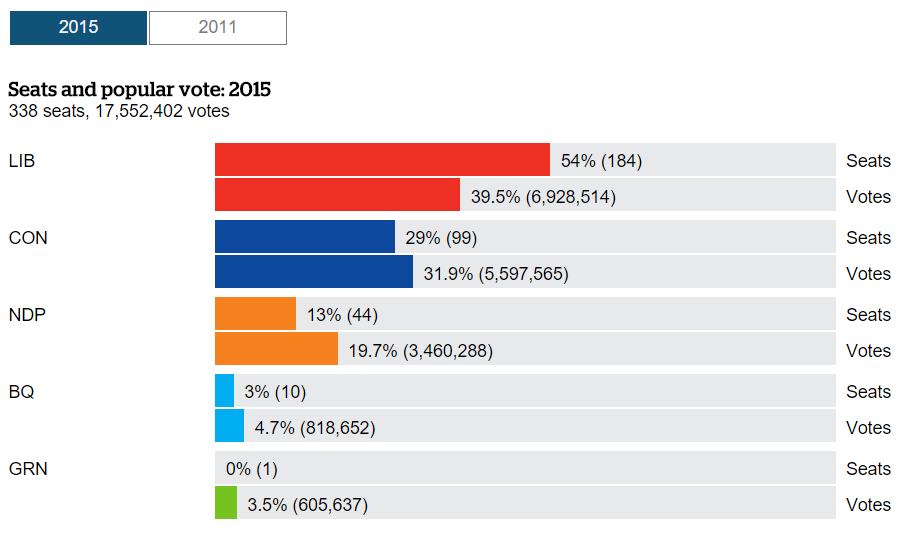 2015 2011
Seats and popular vote: 2015
338 seats, 17,552,402 votes
LIB 54% (184) Seats
39.5% (6,928,514) Votes
CON 29% (99) Seats
31.9% (5,597,565) Votes
NDP 13% (44) Seats
19.7% (3,460,288) Votes
BQ 3% (10) Seats
4.7% (818,652) Votes
GRN 0% (1) Seats
3.5% (605,637) Votes